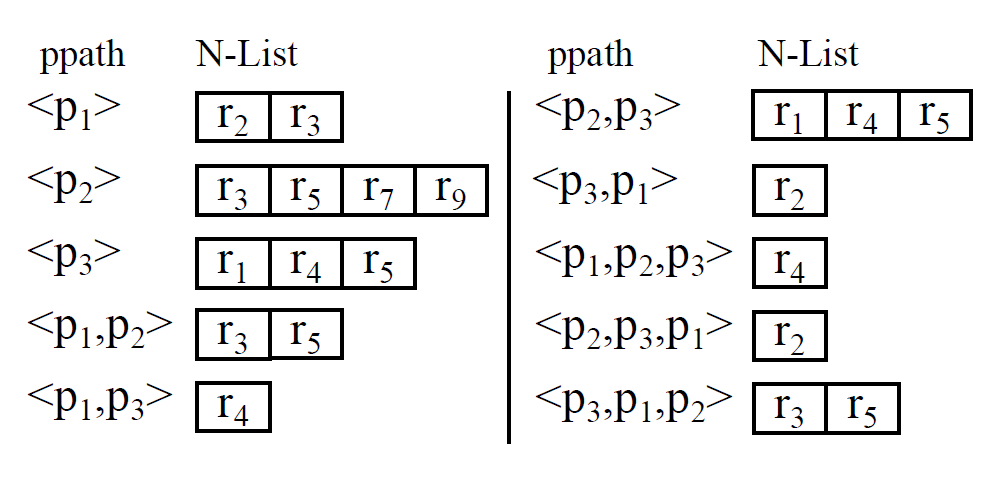 ppath N-List
<p₁> r₂ r₃
<p₂> r₃ r₅ r₇ r₉
<p₃> r₁ r₄ r₅
<p₁,p₂> r₃ r₅
<p₁,p₃> r₄
ppath N-List
<p₂,p₃> r₁ r₄ r₅
<p₃,p₁> r₂
<p₁,p₂,p₃> r₄
<p₂,p₃,p₁> r₂
<p₃,p₁,p₂> r₃ r₅